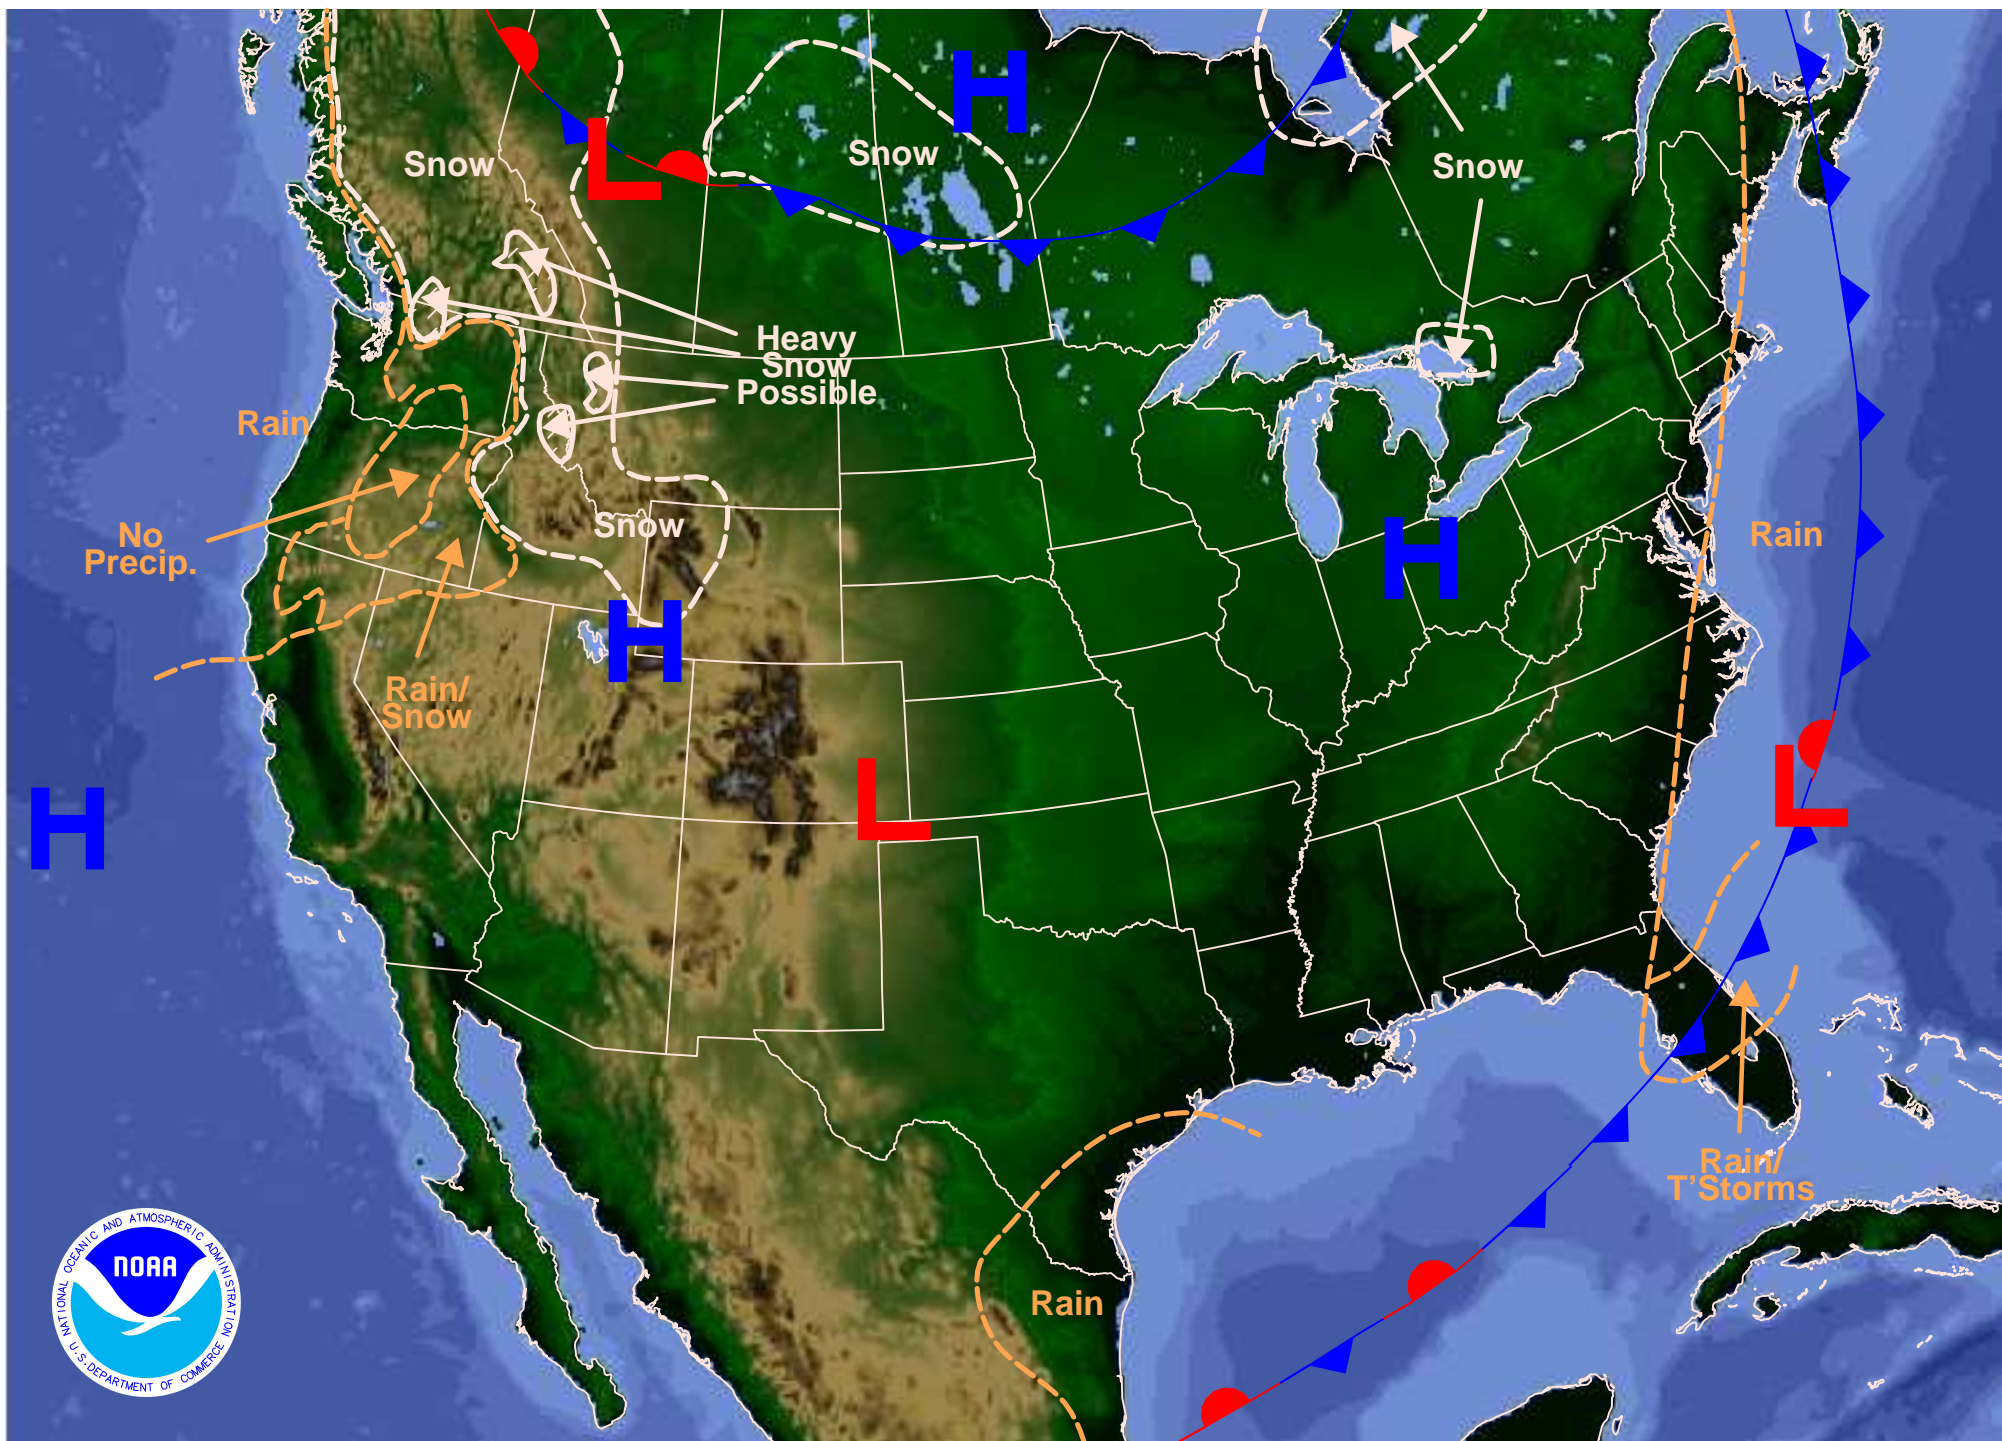 H
Snow
Snow
L
Snow
Heavy
Snow
Possible
Rain
No
Precip.
Snow
H
Rain
H
Rain/
Snow
L
L
H
Rain/
T'Storms
Rain
NATIONAL OCEANIC AND ATMOSPHERIC ADMINISTRATION
NOAA
U.S. DEPARTMENT OF COMMERCE